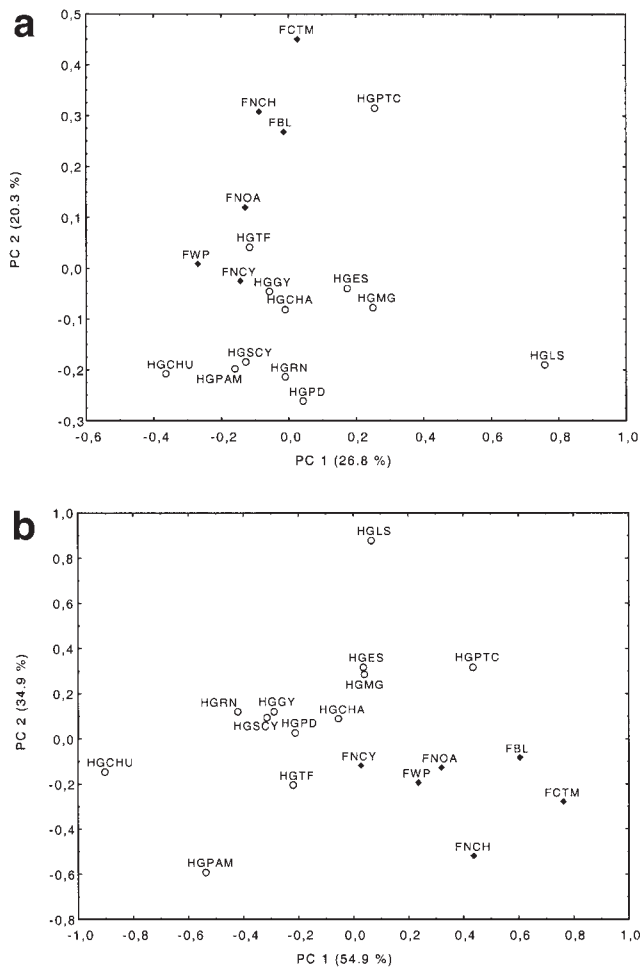 a
0,5
FCTM
0,4
FNCH
HGPTC
0,3
FBL
0,2
FNOA
0,1
HGTF
FWP
0,0
FNCY
HGGY
HGES
HGCHA
HGMG
-0,1
HGSCY
HGCHU
HGRN
HGLS
-0,2
HGPAM
HGPD
-0,3
-0,6 -0,4 -0,2 0,0 0,2 0,4 0,6 0,8 1,0
PC 1 (26.8 %)
PC 2 (20.3 %)
b
1,0
HGLS
0,8
0,6
0,4
HGES
HGPTC
HGMG
0,2
HGRN
HGGY
HGCHA
HGSCY
HGPD
0,0
HGCHU
FNCY
FBL
FNOA
FWP
HGTF
-0,2
FCTM
-0,4
FNCH
HGPAM
-0,6
-0,8
-1,0 -0,8 -0,6 -0,4 -0,2 0,0 0,2 0,4 0,6 0,8 1,0
PC 1 (54.9 %)
PC 2 (34.9 %)